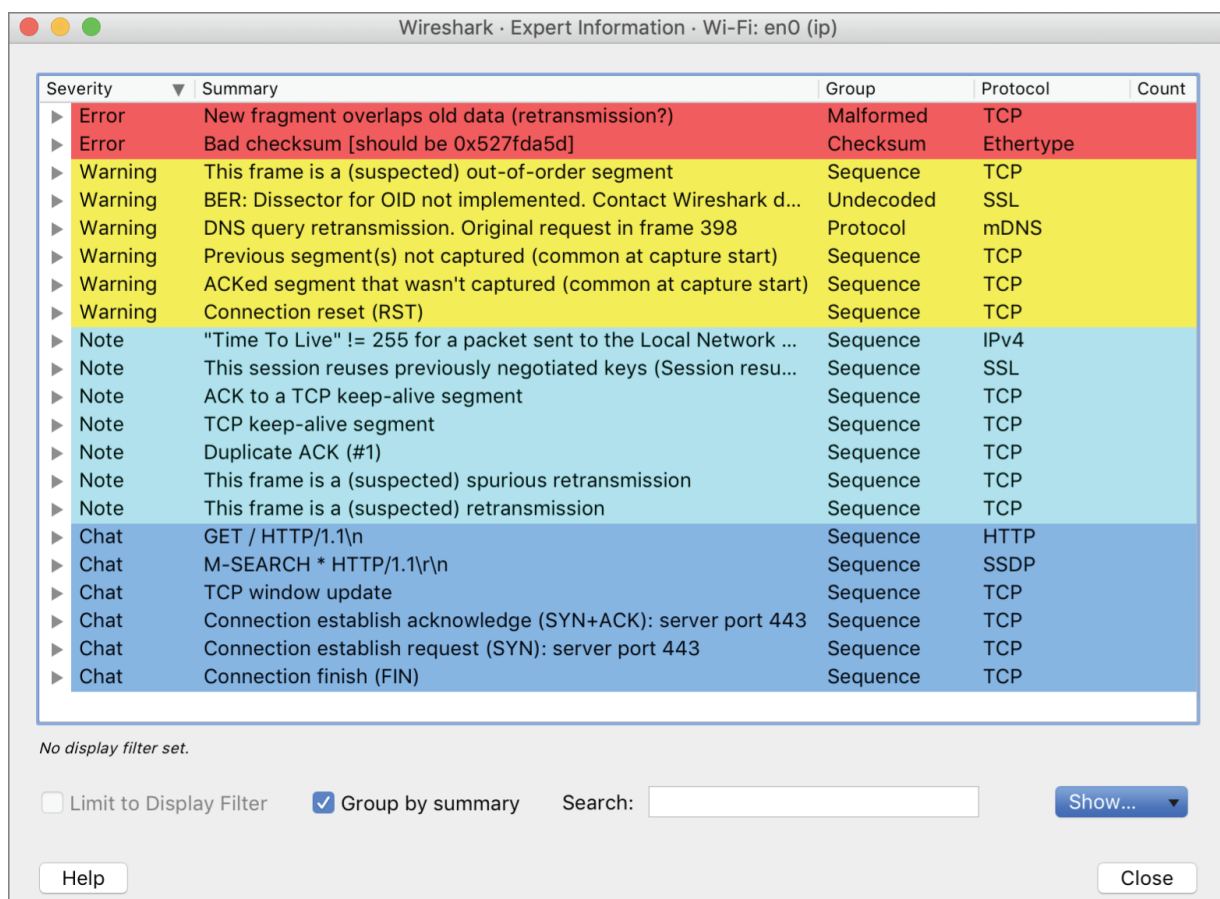 Wireshark · Expert Information · Wi-Fi: en0 (ip)
Severity Summary Group Protocol Count
Error New fragment overlaps old data (retransmission?) Malformed TCP
Error Bad checksum [should be 0x527fda5d] Checksum Ethertype
Warning This frame is a (suspected) out-of-order segment Sequence TCP
Warning BER: Dissector for OID not implemented. Contact Wireshark d... Undecoded SSL
Warning DNS query retransmission. Original request in frame 398 Protocol mDNS
Warning Previous segment(s) not captured (common at capture start) Sequence TCP
Warning ACKed segment that wasn't captured (common at capture start) Sequence TCP
Warning Connection reset (RST) Sequence TCP
Note "Time To Live" != 255 for a packet sent to the Local Network ... Sequence IPv4
Note This session reuses previously negotiated keys (Session resu... Sequence SSL
Note ACK to a TCP keep-alive segment Sequence TCP
Note TCP keep-alive segment Sequence TCP
Note Duplicate ACK (#1) Sequence TCP
Note This frame is a (suspected) spurious retransmission Sequence TCP
Note This frame is a (suspected) retransmission Sequence TCP
Chat GET / HTTP/1.1\n Sequence HTTP
Chat M-SEARCH * HTTP/1.1\r\n Sequence SSDP
Chat TCP window update Sequence TCP
Chat Connection establish acknowledge (SYN+ACK): server port 443 Sequence TCP
Chat Connection establish request (SYN): server port 443 Sequence TCP
Chat Connection finish (FIN) Sequence TCP
No display filter set.
Limit to Display Filter Group by summary Search: Show...
Help Close